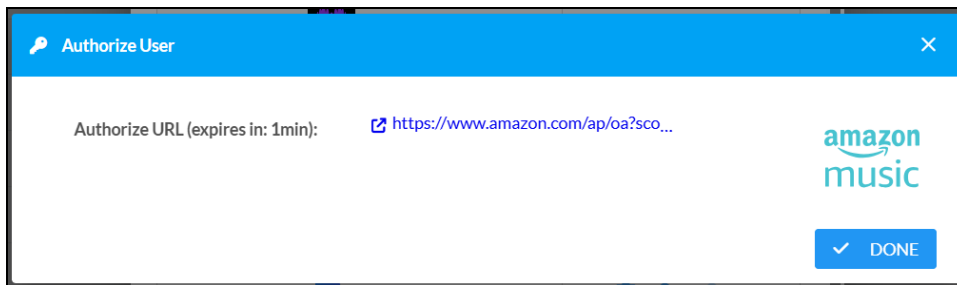 Authorize User
Authorize URL (expires in: 1min):
https://www.amazon.com/ap/oa?sco...
amazon
music
DONE